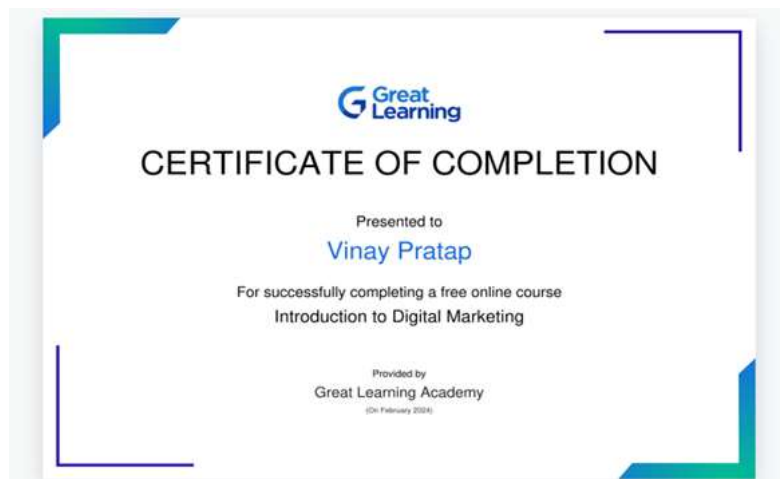 Great
Learning
CERTIFICATE OF COMPLETION
Presented to
Vinay Pratap
For successfully completing a free online course
Introduction to Digital Marketing
Provided by
Great Learning Academy
(On February 2024)